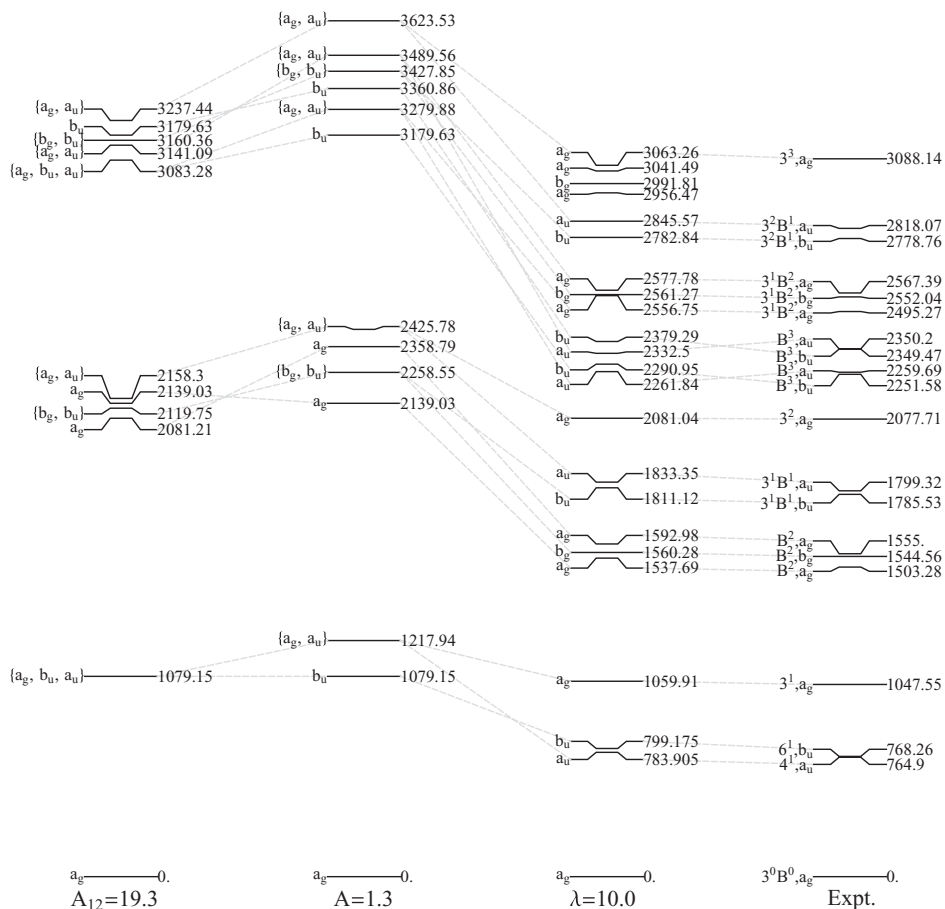 {a_g, a_u} 3237.44
b_u 3179.63
{b_g, b_u} 3160.36
{a_g, a_u} 3141.09
{a_g, b_u, a_u} 3083.28
{a_g, a_u} 2158.3
a_g 2139.03
{b_g, b_u} 2119.75
a_g 2081.21
{a_g, b_u, a_u} 1079.15
a_g 0.
A_12=19.3
{a_g, a_u} 3623.53
{a_g, a_u} 3489.56
{b_g, b_u} 3427.85
b_u 3360.86
{a_g, a_u} 3279.88
b_u 3179.63
{a_g, a_u} 2425.78
a_g 2358.79
{b_g, b_u} 2258.55
a_g 2139.03
{a_g, a_u} 1217.94
b_u 1079.15
a_g 0.
A=1.3
a_g 3063.26
a_g 3041.49
b_g 2991.81
a_g 2956.47
a_u 2845.57
b_u 2782.84
a_g 2577.78
b_g 2561.27
a_g 2556.75
b_u 2379.29
a_u 2332.5
b_u 2290.95
a_u 2261.84
a_g 2081.04
a_u 1833.35
b_u 1811.12
a_g 1592.98
b_g 1560.28
a_g 1537.69
a_g 1059.91
b_u 799.175
a_u 783.905
a_g 0.
λ=10.0
3^3,a_g 3088.14
3^2B^1,a_u 2818.07
3^2B^1,b_u 2778.76
3^1B^2,a_g 2567.39
3^1B^2,b_g 2552.04
3^1B^2,a_g 2495.27
B^3,a_u 2350.2
B^3,b_u 2349.47
B^3,a_u 2259.69
B^3,b_u 2251.58
3^2,a_g 2077.71
3^1B^1,a_u 1799.32
3^1B^1,b_u 1785.53
B^2,a_g 1555.
B^2,b_g 1544.56
B^2,a_g 1503.28
3^1,a_g 1047.55
6^1,b_u 768.26
4^1,a_u 764.9
3^0B^0,a_g 0.
Expt.